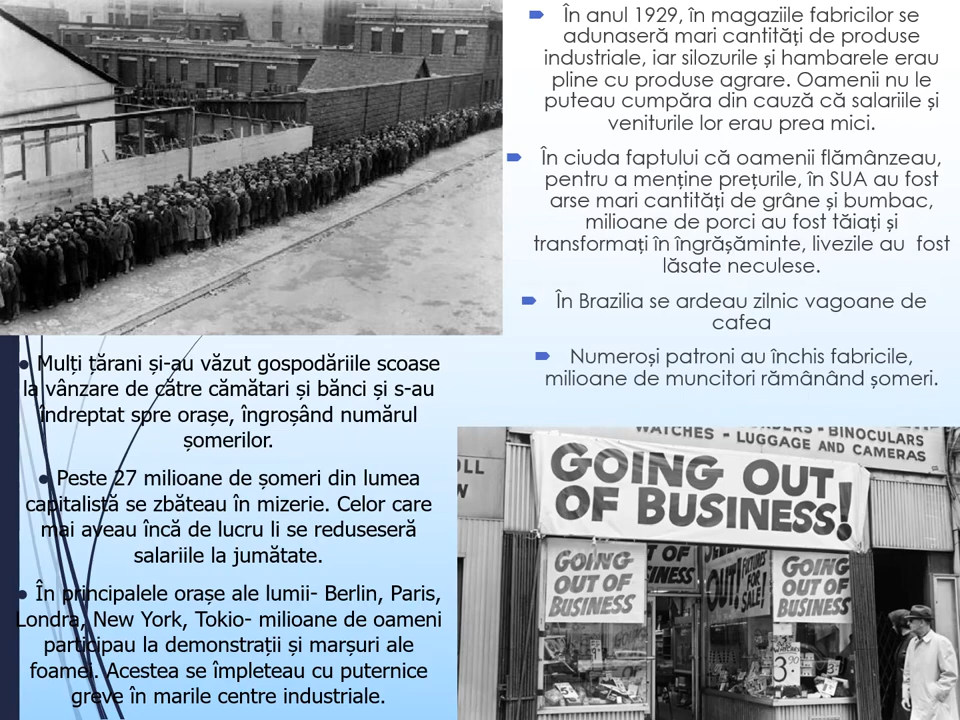 În anul 1929, în magaziile fabricilor se
adunaseră mari cantități de produse
industriale, iar silozurile și hambarele erau
pline cu produse agrare. Oamenii nu le
puteau cumpăra din cauză că salariile și
veniturile lor erau prea mici.
În ciuda faptului că oamenii flămânzeau,
pentru a menține prețurile, în SUA au fost
arse mari cantități de grâne și bumbac,
milioane de porci au fost tăiați și
transformați în îngrășăminte, livezile au fost
lăsate neculese.
În Brazilia se ardeau zilnic vagoane de
cafea
Numeroși patroni au închis fabricile,
milioane de muncitori rămânând șomeri.
● Mulți tărani și-au văzut gospodăriile scoase
la vânzare de către cămătari și bănci și s-au
îndreptat spre orașe, îngroșând numărul
șomerilor.
● Peste 27 milioane de șomeri din lumea
capitalistă se zbăteau în mizerie. Celor care
mai aveau încă de lucru li se reduseseră
salariile la jumătate.
● În principalele orașe ale lumii- Berlin, Paris,
Londra, New York, Tokio- milioane de oameni
participau la demonstrații și marșuri ale
foamei. Acestea se împleteau cu puternice
greve în marile centre industriale.
BINOCULARS
WATCHES - LUGGAGE AND CAMERAS
GOING OUT
OF BUSINESS!
GOING
OUT OF
BUSINESS
OUT OF
BUSINESS
OUT!
FOR
SALE!
GOING
OUT OF
BUSINESS